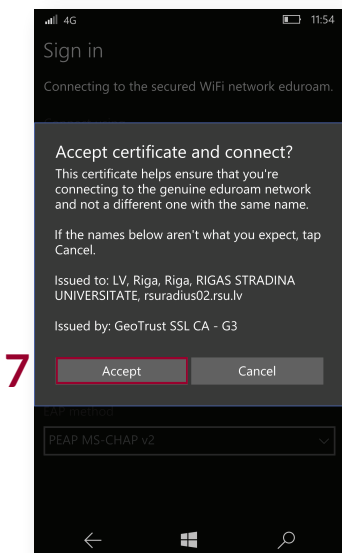 4G 11:54
Sign in
Connecting to the secured WiFi network eduroam.
Accept certificate and connect?
This certificate helps ensure that you're
connecting to the genuine eduroam network
and not a different one with the same name.
If the names below aren't what you expect, tap
Cancel.
Issued to: LV, Riga, Riga, RIGAS STRADINA
UNIVERSITATE, rsuradius02.rsu.lv
Issued by: GeoTrust SSL CA - G3
7
Accept Cancel
EAP method
PEAP MS-CHAP v2